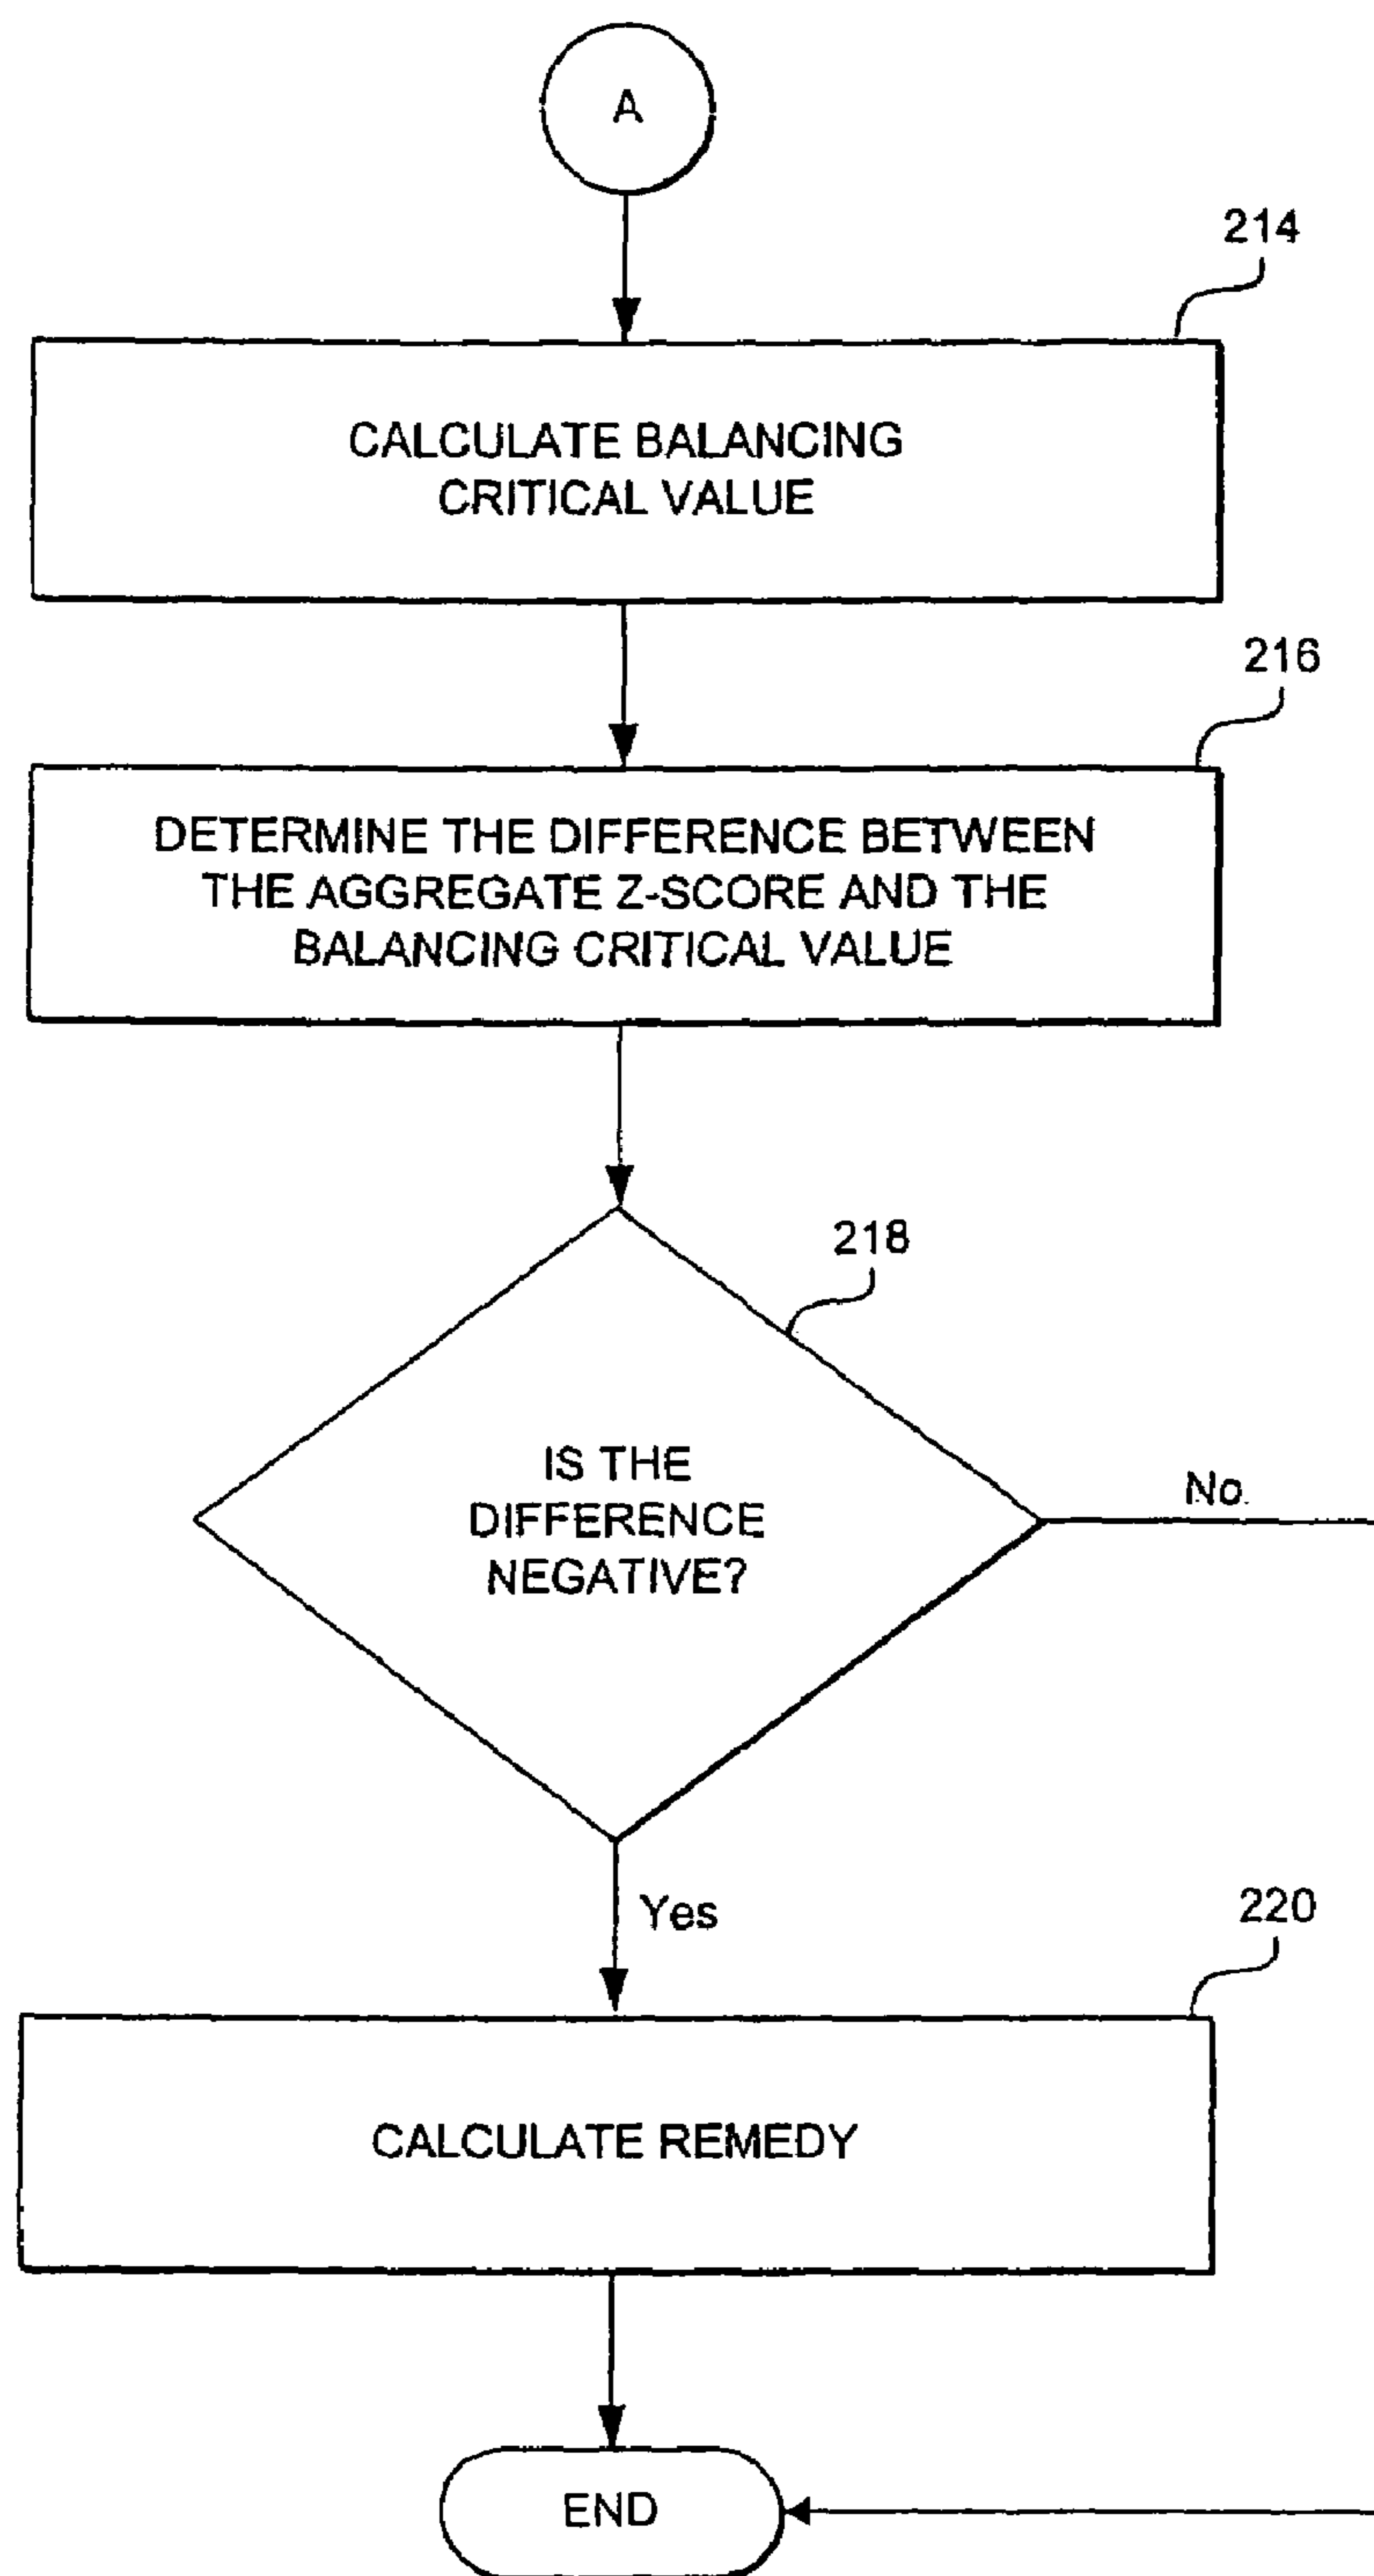 A
214
CALCULATE BALANCING
CRITICAL VALUE
216
DETERMINE THE DIFFERENCE BETWEEN
THE AGGREGATE Z-SCORE AND THE
BALANCING CRITICAL VALUE
218
IS THE
DIFFERENCE
NEGATIVE?
No
Yes
220
CALCULATE REMEDY
END